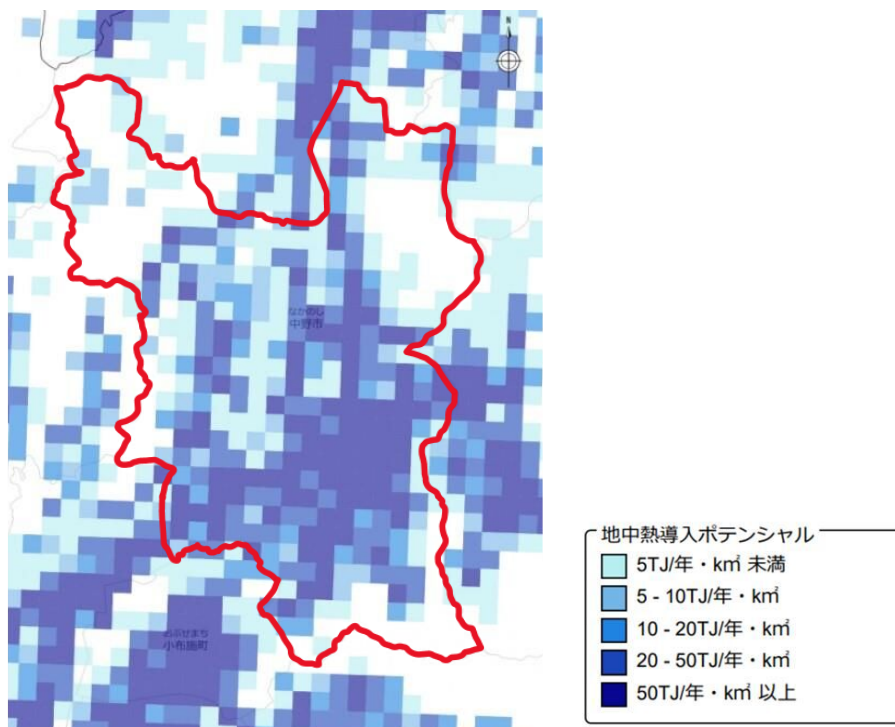 N
なかのし
中野市
おぶせまち
小布施町
地中熱導入ポテンシャル
5TJ/年・k㎡ 未満
5 - 10TJ/年・k㎡
10 - 20TJ/年・k㎡
20 - 50TJ/年・k㎡
50TJ/年・k㎡ 以上